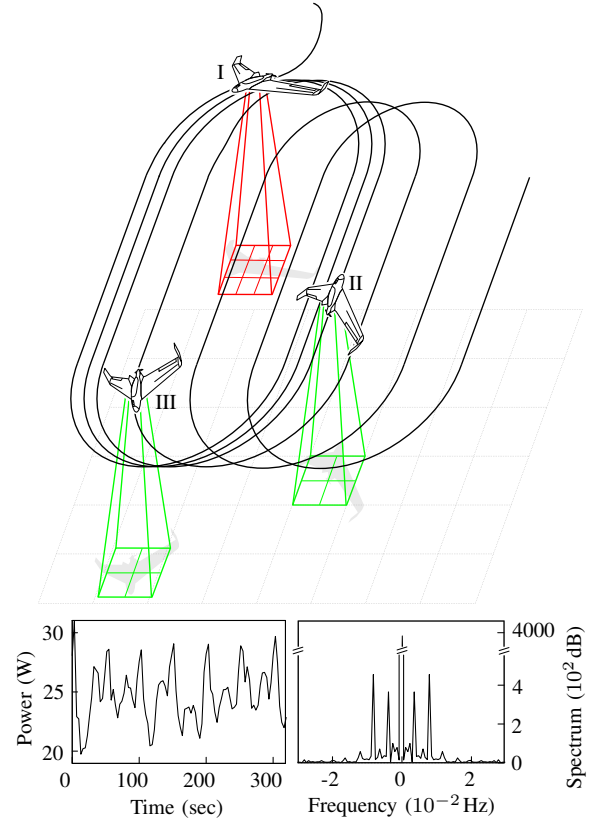 I
II
III
30
25
20
Power (W)
0
100
200
300
Time (sec)
4000
4
2
0
Spectrum (10² dB)
-2
0
2
Frequency (10⁻² Hz)